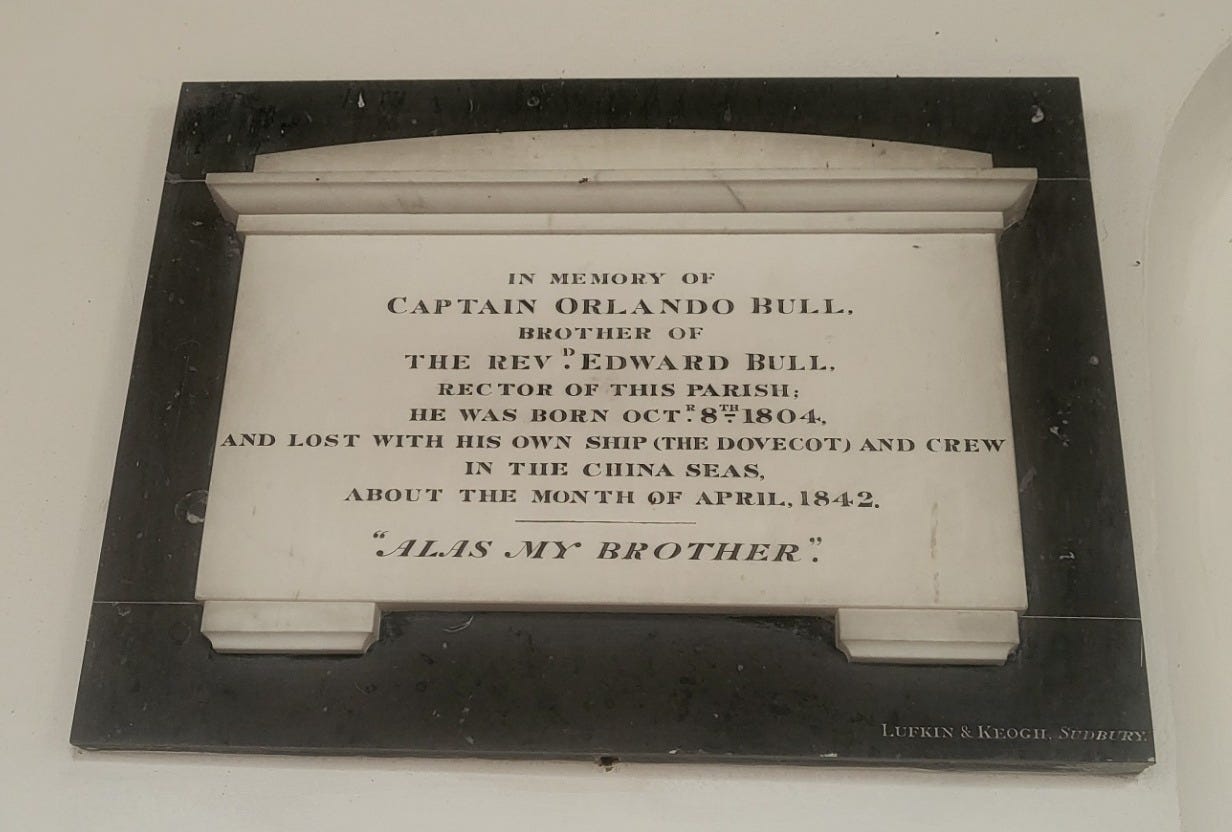 IN MEMORY OF
CAPTAIN ORLANDO BULL,
BROTHER OF
THE REVD. EDWARD BULL,
RECTOR OF THIS PARISH;
HE WAS BORN OCTR. 8TH. 1804,
AND LOST WITH HIS OWN SHIP (THE DOVECOT) AND CREW
IN THE CHINA SEAS,
ABOUT THE MONTH OF APRIL, 1842.
"ALAS MY BROTHER".
LUFKIN & KEOGH, SUDBURY.